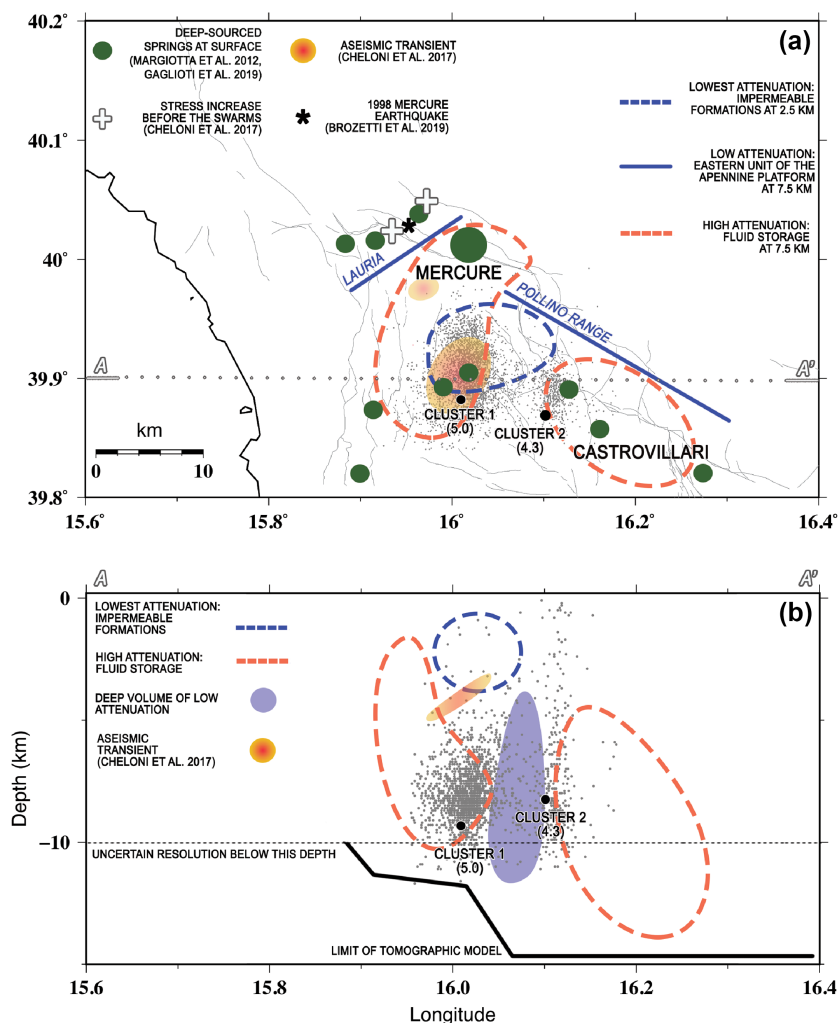 40.2°
40.1°
40°
39.9°
39.8°
15.6°
15.8°
16°
16.2°
16.4°
(a)
DEEP-SOURCED
SPRINGS AT SURFACE
(MARGIOTTA ET AL. 2012,
GAGLIOTI ET AL. 2019)
ASEISMIC TRANSIENT
(CHELONI ET AL. 2017)
STRESS INCREASE
BEFORE THE SWARMS
(CHELONI ET AL. 2017)
1998 MERCURE
EARTHQUAKE
(BROZETTI ET AL. 2019)
LOWEST ATTENUATION:
IMPERMEABLE
FORMATIONS AT 2.5 KM
LOW ATTENUATION:
EASTERN UNIT OF THE
APENNINE PLATFORM
AT 7.5 KM
HIGH ATTENUATION:
FLUID STORAGE
AT 7.5 KM
LAURIA
MERCURE
POLLINO RANGE
A
A'
CLUSTER 1
(5.0)
CLUSTER 2
(4.3)
CASTROVILLARI
km
0
10
A
A'
(b)
0
−10
Depth (km)
LOWEST ATTENUATION:
IMPERMEABLE
FORMATIONS
HIGH ATTENUATION:
FLUID STORAGE
DEEP VOLUME OF LOW
ATTENUATION
ASEISMIC
TRANSIENT
(CHELONI ET AL. 2017)
CLUSTER 2
(4.3)
CLUSTER 1
(5.0)
UNCERTAIN RESOLUTION BELOW THIS DEPTH
LIMIT OF TOMOGRAPHIC MODEL
15.6
15.8
16.0
16.2
16.4
Longitude